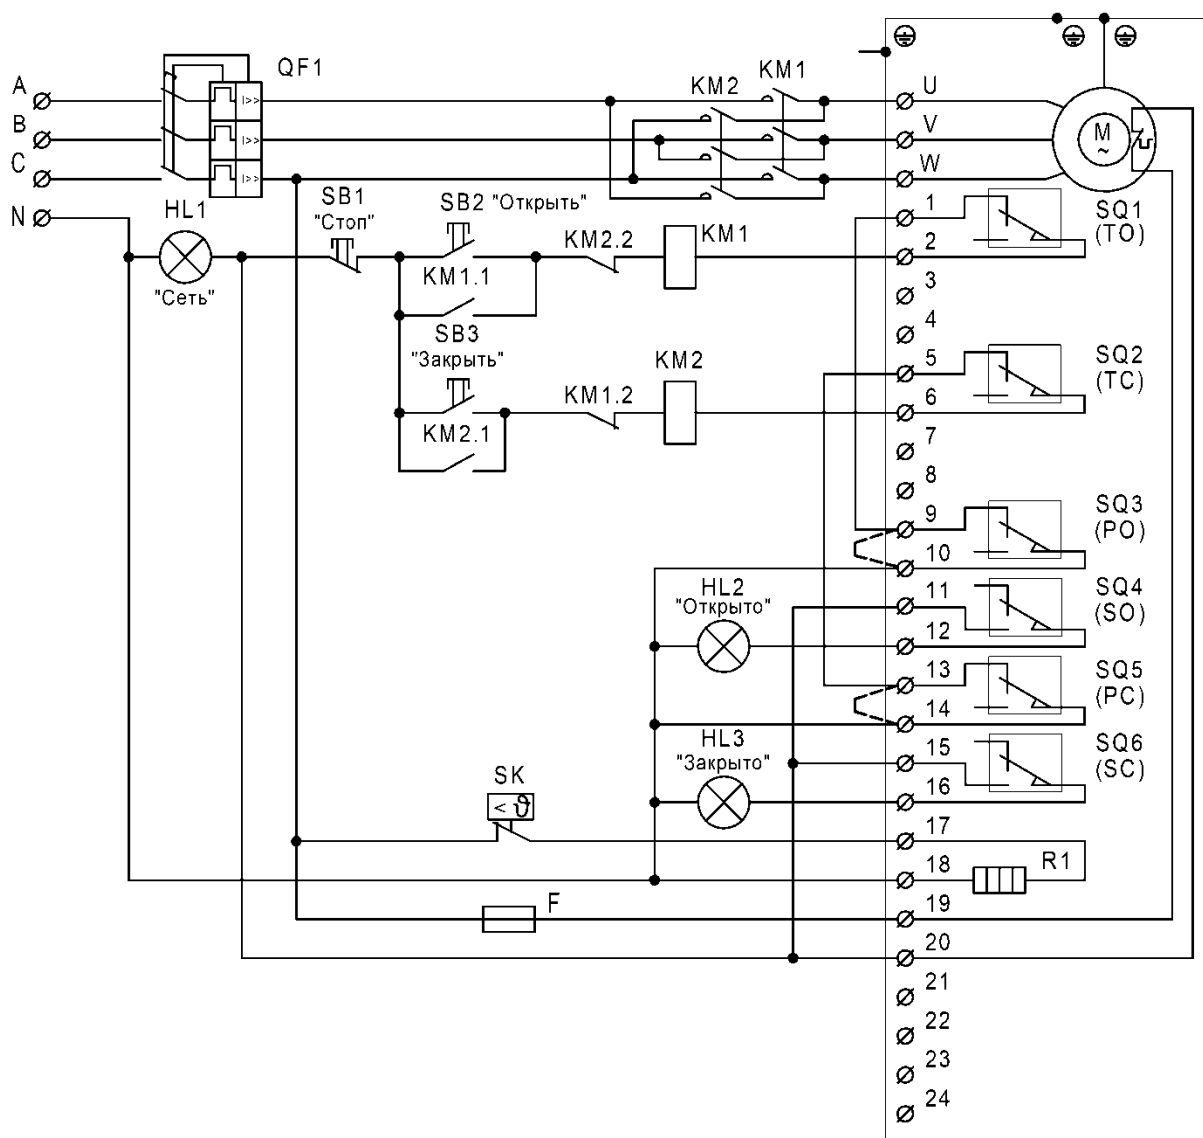 QF1
A
B
C
N
KM2
KM1
I>>
I>>
I>>
U
V
W
M
~
HL1
"Сеть"
SB1
"Стоп"
SB2 "Открыть"
KM1.1
KM2.2
KM1
SB3
"Закрыть"
KM2.1
KM1.2
KM2
1
2
3
4
5
6
7
8
9
10
11
12
13
14
15
16
17
18
19
20
21
22
23
24
SQ1
(TO)
SQ2
(TC)
SQ3
(PO)
SQ4
(SO)
SQ5
(PC)
SQ6
(SC)
HL2
"Открыто"
HL3
"Закрыто"
SK
< ϑ
R1
F